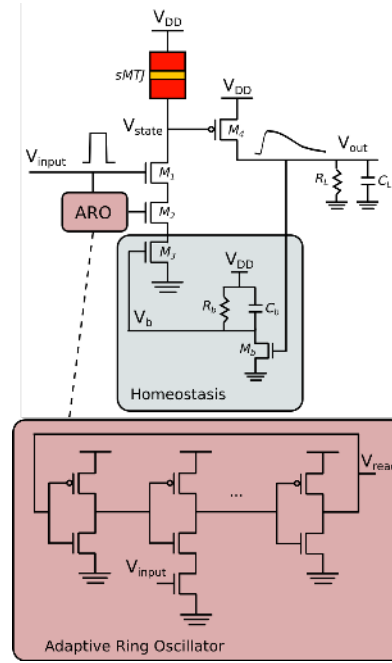 V_DD
sMTJ
V_DD
V_state
M_4
V_out
V_input
M_1
R_L
C_L
ARO
M_2
M_3
V_DD
R_b
C_b
V_b
M_b
Homeostasis
V_read
...
V_input
Adaptive Ring Oscillator